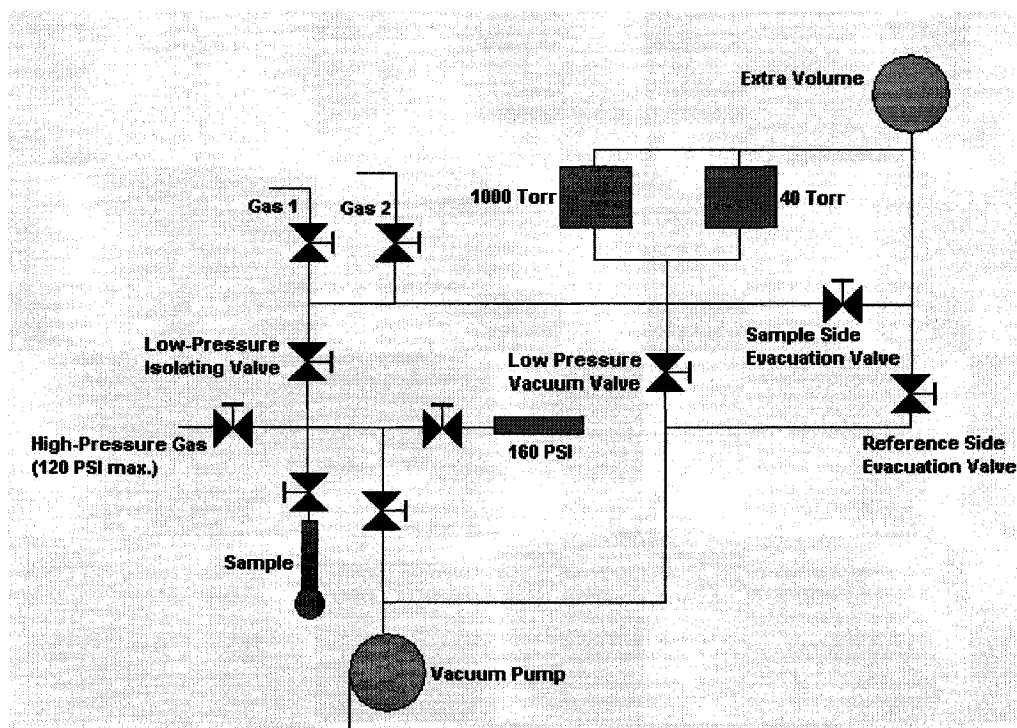 Extra Volume
1000 Torr
40 Torr
Gas 1
Gas 2
Low-Pressure
Isolating Valve
Low Pressure
Vacuum Valve
Sample Side
Evacuation Valve
High-Pressure Gas
(120 PSI max.)
160 PSI
Reference Side
Evacuation Valve
Sample
Vacuum Pump